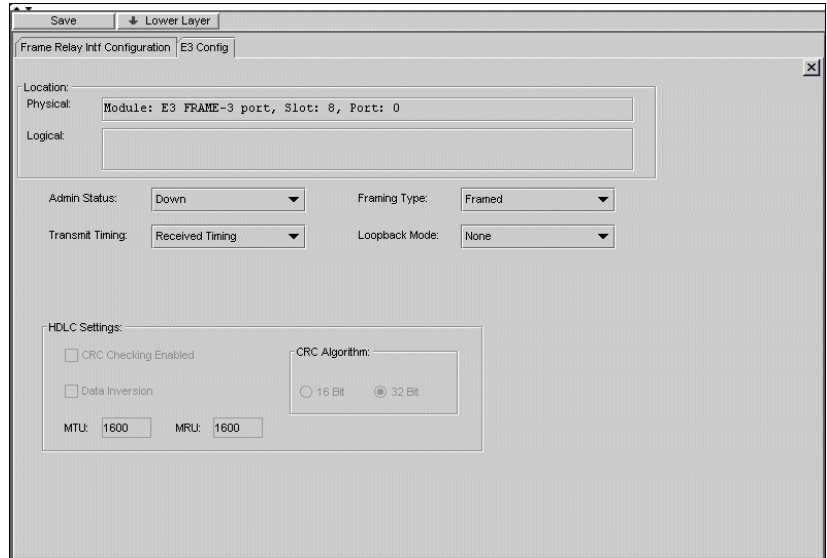 Save Lower Layer
Frame Relay Intf Configuration E3 Config
Location:
Physical: Module: E3 FRAME-3 port, Slot: 8, Port: 0
Logical:
Admin Status: Down Framing Type: Framed
Transmit Timing: Received Timing Loopback Mode: None
HDLC Settings:
CRC Checking Enabled CRC Algorithm:
Data Inversion 16 Bit 32 Bit
MTU: 1600 MRU: 1600